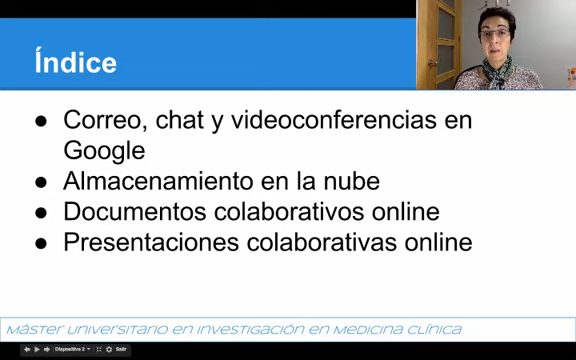 Índice
● Correo, chat y videoconferencias en
Google
● Almacenamiento en la nube
● Documentos colaborativos online
● Presentaciones colaborativas online
Máster Universitario en Investigación en Medicina Clínica
Diapositiva 2 Salir